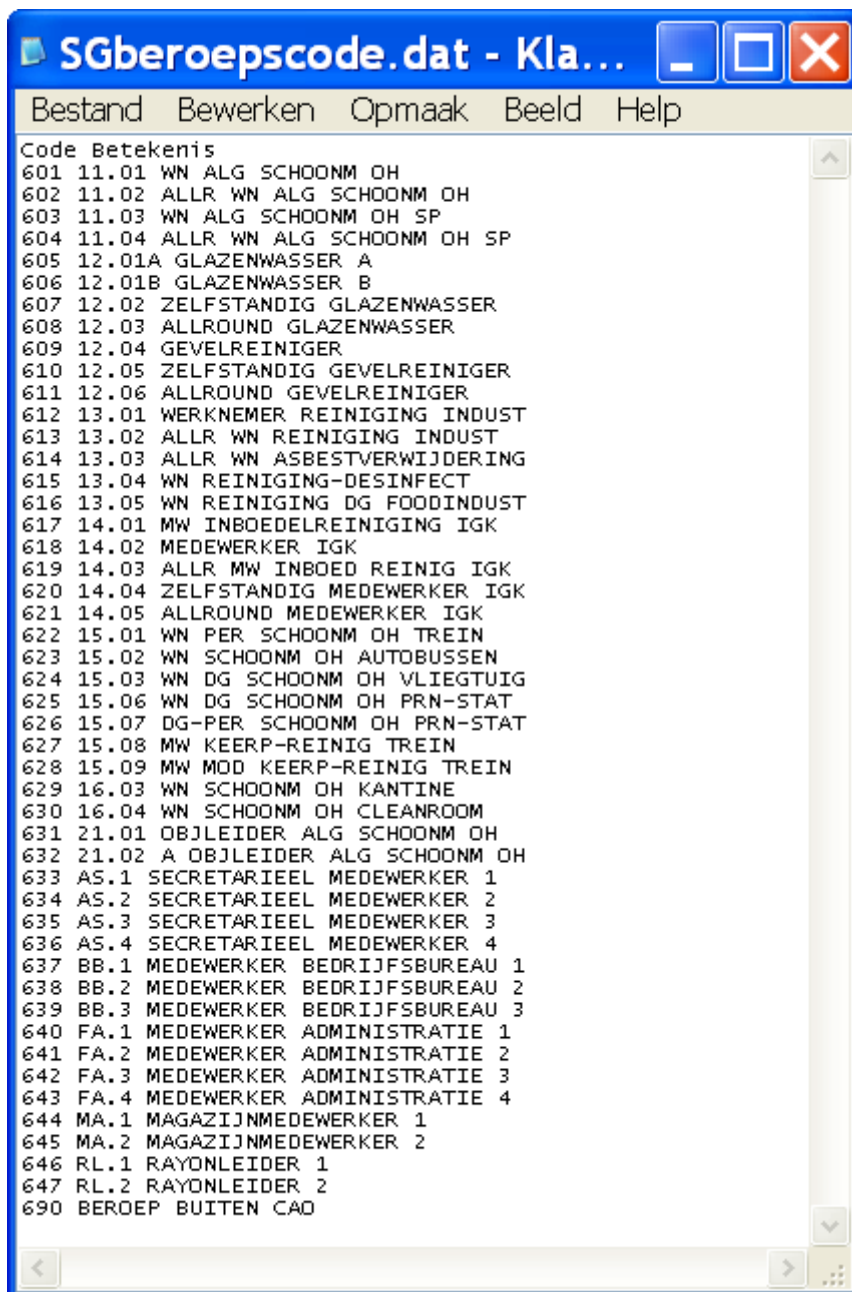 SGberoepscode.dat - Kla...
Bestand Bewerken Opmaak Beeld Help
Code Betekenis
601 11.01 WN ALG SCHOONM OH
602 11.02 ALLR WN ALG SCHOONM OH
603 11.03 WN ALG SCHOONM OH SP
604 11.04 ALLR WN ALG SCHOONM OH SP
605 12.01A GLAZENWASSER A
606 12.01B GLAZENWASSER B
607 12.02 ZELFSTANDIG GLAZENWASSER
608 12.03 ALLROUND GLAZENWASSER
609 12.04 GEVELREINIGER
610 12.05 ZELFSTANDIG GEVELREINIGER
611 12.06 ALLROUND GEVELREINIGER
612 13.01 WERKNEMER REINIGING INDUST
613 13.02 ALLR WN REINIGING INDUST
614 13.03 ALLR WN ASBESTVERWIJDERING
615 13.04 WN REINIGING-DESINFECT
616 13.05 WN REINIGING DG FOODINDUST
617 14.01 MW INBOEDELREINIGING IGK
618 14.02 MEDEWERKER IGK
619 14.03 ALLR MW INBOED REINIG IGK
620 14.04 ZELFSTANDIG MEDEWERKER IGK
621 14.05 ALLROUND MEDEWERKER IGK
622 15.01 WN PER SCHOONM OH TREIN
623 15.02 WN SCHOONM OH AUTOBUSSEN
624 15.03 WN DG SCHOONM OH VLIEGTUIG
625 15.06 WN DG SCHOONM OH PRN-STAT
626 15.07 DG-PER SCHOONM OH PRN-STAT
627 15.08 MW KEERP-REINIG TREIN
628 15.09 MW MOD KEERP-REINIG TREIN
629 16.03 WN SCHOONM OH KANTINE
630 16.04 WN SCHOONM OH CLEANROOM
631 21.01 OBJLEIDER ALG SCHOONM OH
632 21.02 A OBJLEIDER ALG SCHOONM OH
633 AS.1 SECRETARIEEL MEDEWERKER 1
634 AS.2 SECRETARIEEL MEDEWERKER 2
635 AS.3 SECRETARIEEL MEDEWERKER 3
636 AS.4 SECRETARIEEL MEDEWERKER 4
637 BB.1 MEDEWERKER BEDRIJFSBUREAU 1
638 BB.2 MEDEWERKER BEDRIJFSBUREAU 2
639 BB.3 MEDEWERKER BEDRIJFSBUREAU 3
640 FA.1 MEDEWERKER ADMINISTRATIE 1
641 FA.2 MEDEWERKER ADMINISTRATIE 2
642 FA.3 MEDEWERKER ADMINISTRATIE 3
643 FA.4 MEDEWERKER ADMINISTRATIE 4
644 MA.1 MAGAZIJNMEDEWERKER 1
645 MA.2 MAGAZIJNMEDEWERKER 2
646 RL.1 RAYONLEIDER 1
647 RL.2 RAYONLEIDER 2
690 BEROEP BUITEN CAO